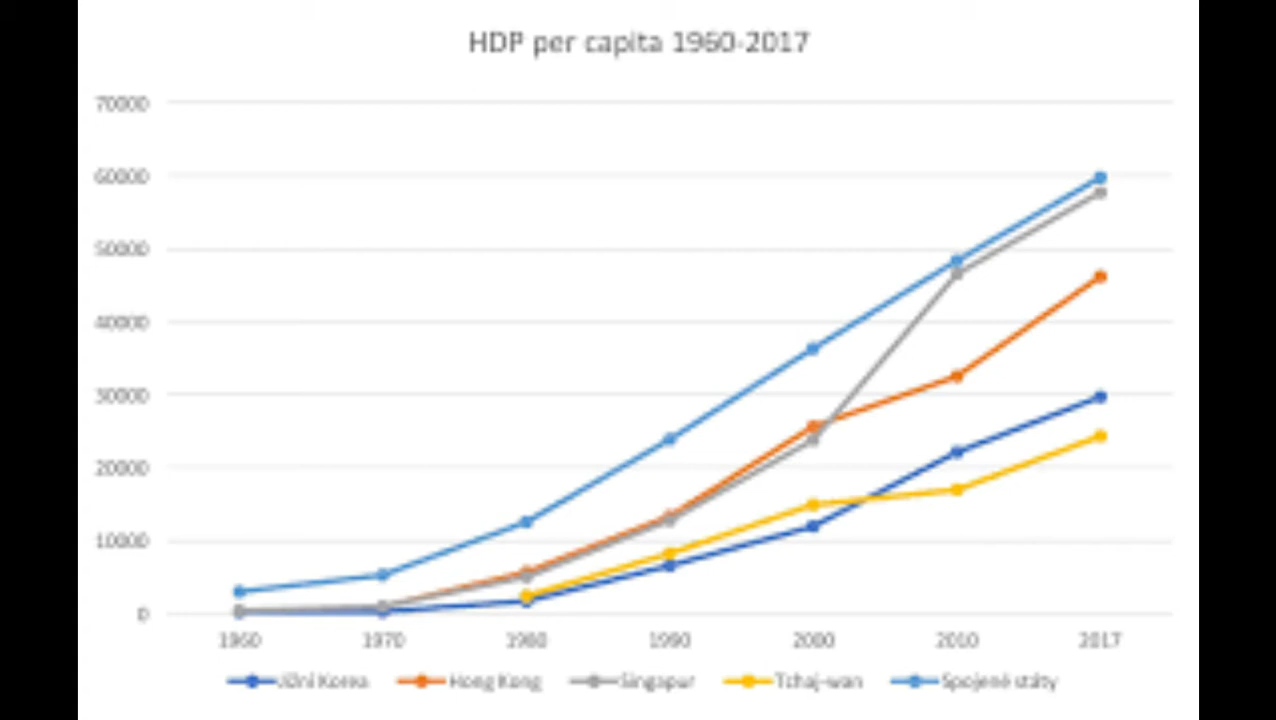 HDP per capita 1960-2017
70000
60000
50000
40000
30000
20000
10000
0
1960 1970 1980 1990 2000 2010 2017
Jižní Korea Hong Kong Singapur Tchaj-wan Spojené státy